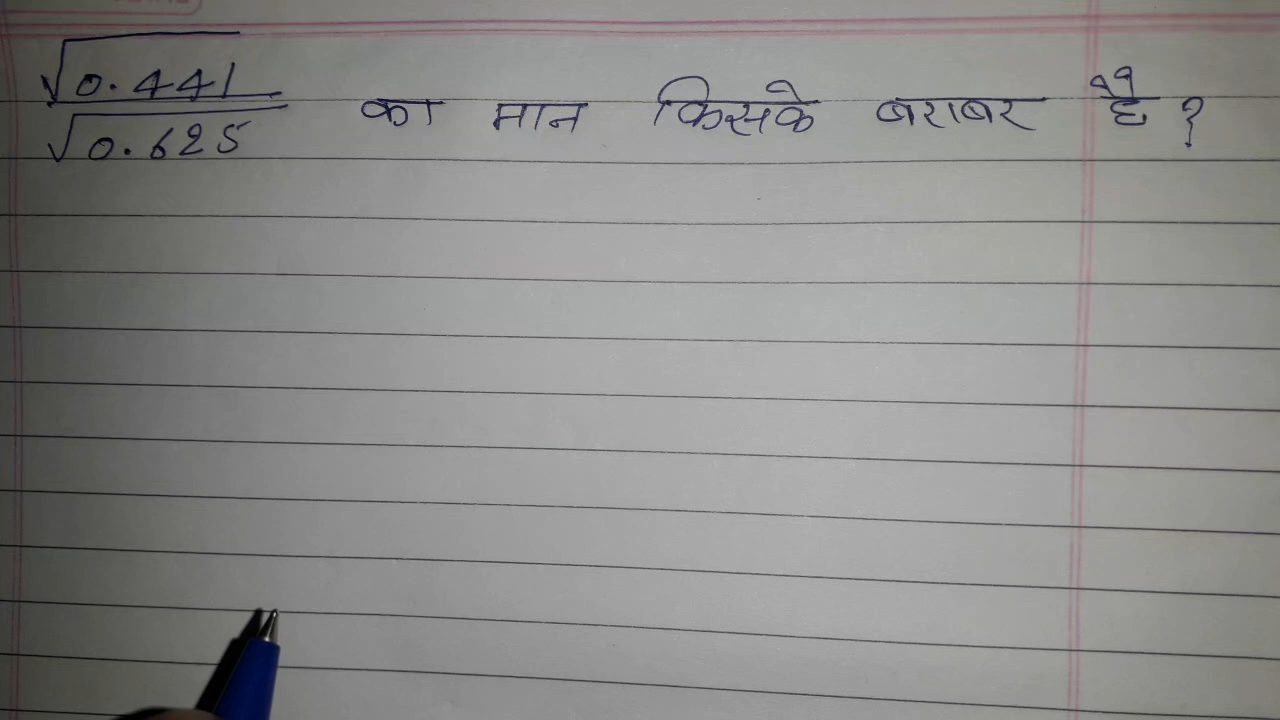 √0.441 / √0.625 का मान किसके बराबर है ?